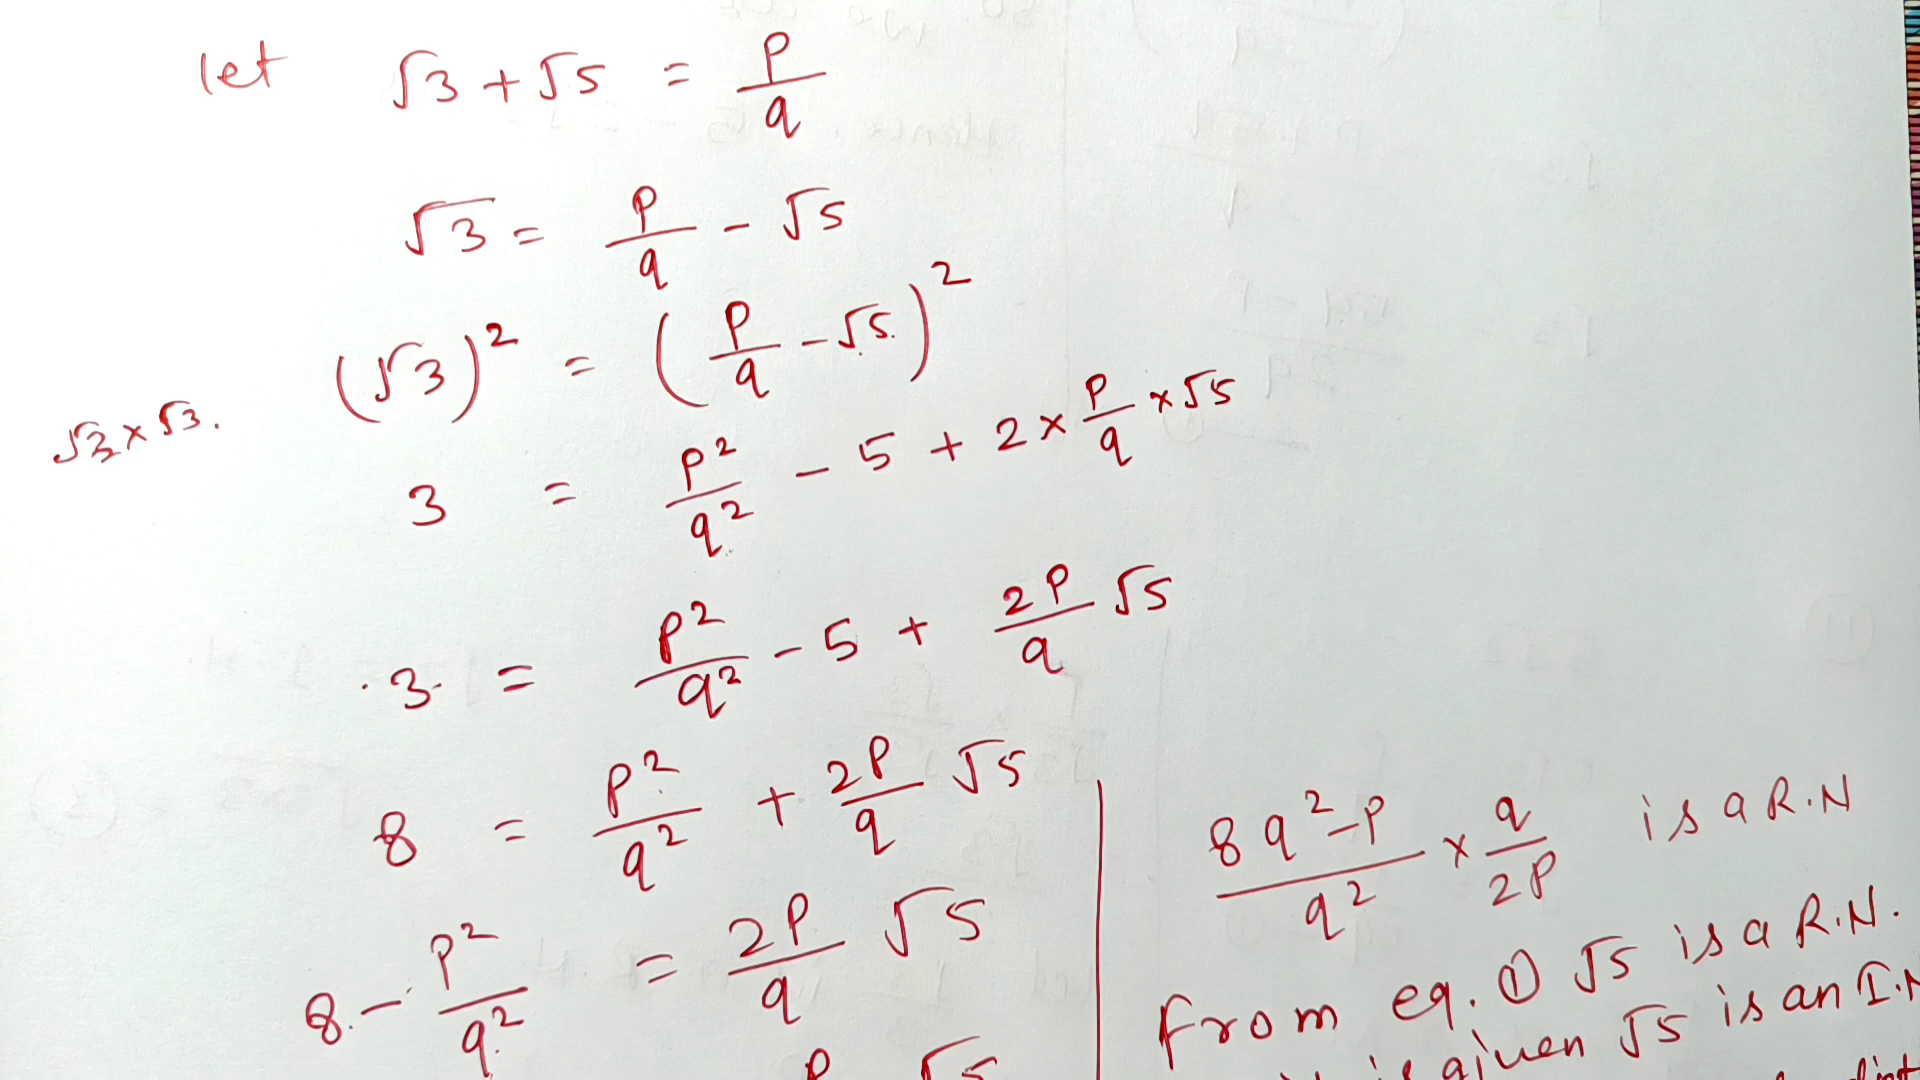 let √3 + √5 = p/q
√3 = p/q - √5
(√3)² = (p/q - √5)²
√3 × √3.
3 = p²/q² - 5 + 2 × p/q × √5
3 = p²/q² - 5 + 2p/q √5
8 = p²/q² + 2p/q √5
8 - p²/q² = 2p/q √5
p √5
8q² - p / q² × q/2p is a R.N
from eq. ① √5 is a R.N.
is given √5 is an I.N